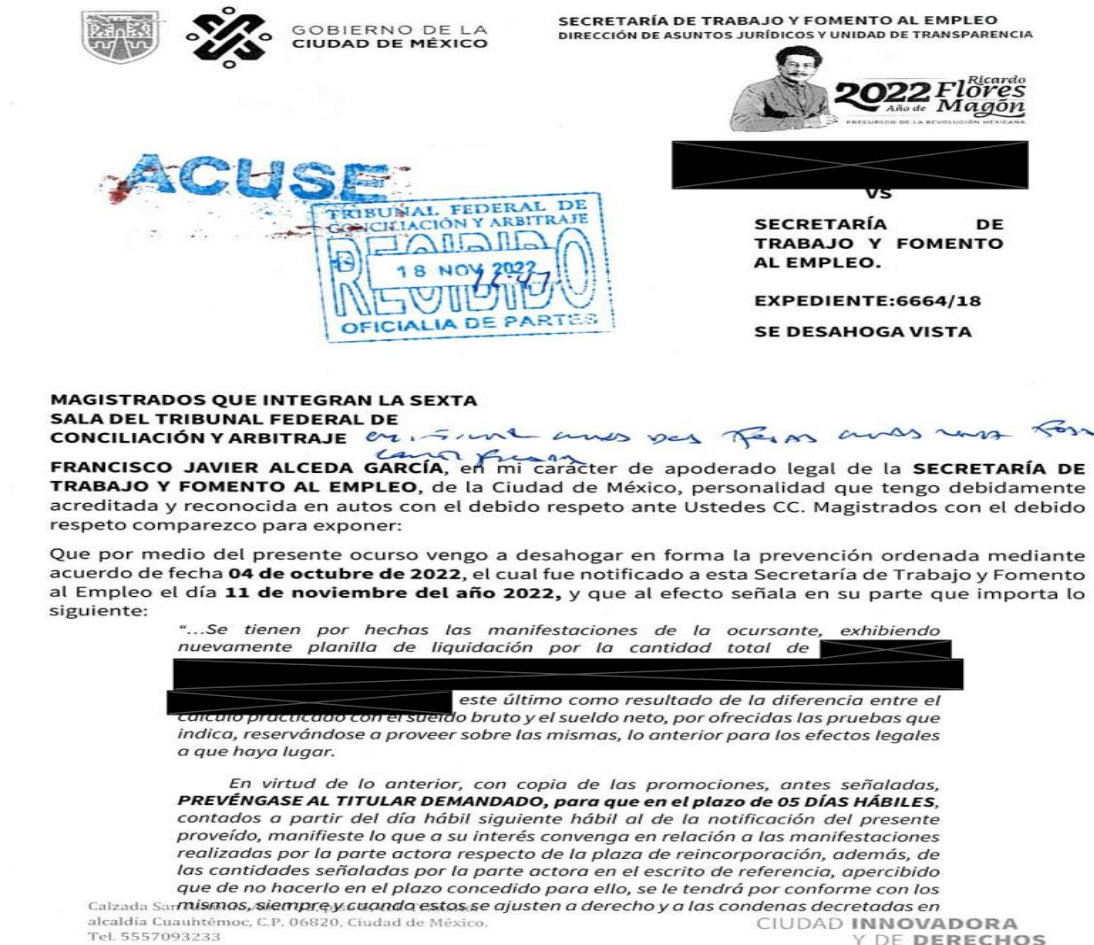 GOBIERNO DE LA
CIUDAD DE MÉXICO
SECRETARÍA DE TRABAJO Y FOMENTO AL EMPLEO
DIRECCIÓN DE ASUNTOS JURÍDICOS Y UNIDAD DE TRANSPARENCIA
2022 Ricardo
Año de Flores
Magón
PRECURSOR DE LA REVOLUCIÓN MEXICANA
ACUSE
TRIBUNAL FEDERAL DE
CONCILIACIÓN Y ARBITRAJE
RECIBIDO
18 NOV 2022
OFICIALIA DE PARTES
VS
SECRETARÍA DE
TRABAJO Y FOMENTO
AL EMPLEO.
EXPEDIENTE:6664/18
SE DESAHOGA VISTA
MAGISTRADOS QUE INTEGRAN LA SEXTA
SALA DEL TRIBUNAL FEDERAL DE
CONCILIACIÓN Y ARBITRAJE
FRANCISCO JAVIER ALCEDA GARCÍA, en mi carácter de apoderado legal de la SECRETARÍA DE
TRABAJO Y FOMENTO AL EMPLEO, de la Ciudad de México, personalidad que tengo debidamente
acreditada y reconocida en autos con el debido respeto ante Ustedes CC. Magistrados con el debido
respeto comparezco para exponer:
Que por medio del presente ocurso vengo a desahogar en forma la prevención ordenada mediante
acuerdo de fecha 04 de octubre de 2022, el cual fue notificado a esta Secretaría de Trabajo y Fomento
al Empleo el día 11 de noviembre del año 2022, y que al efecto señala en su parte que importa lo
siguiente:
“...Se tienen por hechas las manifestaciones de la ocursante, exhibiendo
nuevamente planilla de liquidación por la cantidad total de
este último como resultado de la diferencia entre el
cálculo practicado con el sueldo bruto y el sueldo neto, por ofrecidas las pruebas que
indica, reservándose a proveer sobre las mismas, lo anterior para los efectos legales
a que haya lugar.
En virtud de lo anterior, con copia de las promociones, antes señaladas,
PREVÉNGASE AL TITULAR DEMANDADO, para que en el plazo de 05 DÍAS HÁBILES,
contados a partir del día hábil siguiente hábil al de la notificación del presente
proveído, manifieste lo que a su interés convenga en relación a las manifestaciones
realizadas por la parte actora respecto de la plaza de reincorporación, además, de
las cantidades señaladas por la parte actora en el escrito de referencia, apercibido
que de no hacerlo en el plazo concedido para ello, se le tendrá por conforme con los
mismos, siempre y cuando estos se ajusten a derecho y a las condenas decretadas en
Calzada San
alcaldía Cuauhtémoc, C.P. 06820, Ciudad de México.
Tel. 5557093233
CIUDAD INNOVADORA
Y DE DERECHOS